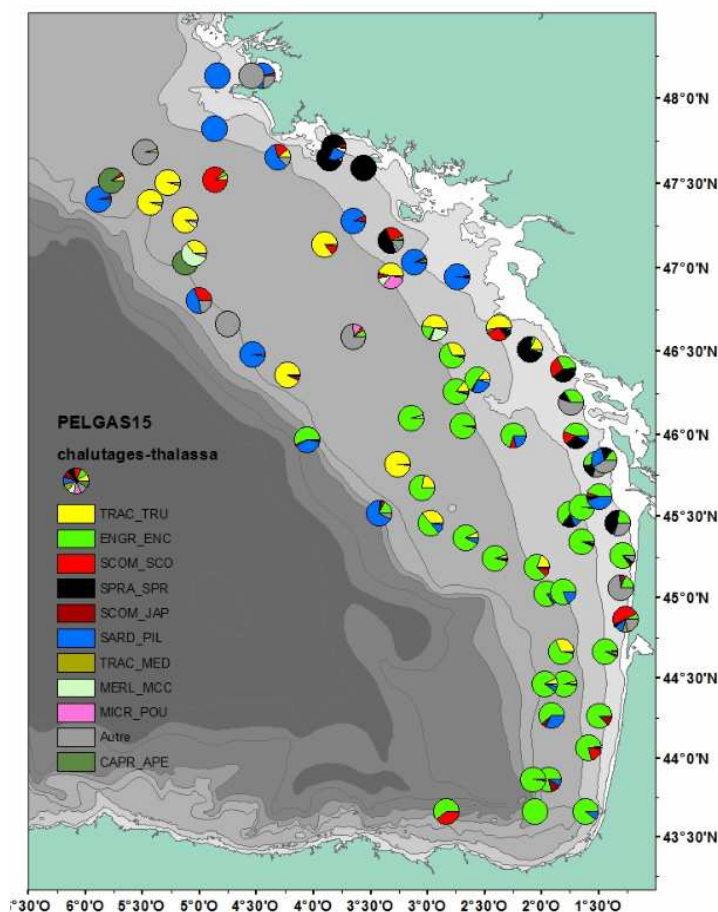 48°0'N
47°30'N
47°0'N
46°30'N
46°0'N
45°30'N
45°0'N
44°30'N
44°0'N
43°30'N
PELGAS15
chalutages-thalassa
TRAC_TRU
ENGR_ENC
SCOM_SCO
SPRA_SPR
SCOM_JAP
SARD_PIL
TRAC_MED
MERL_MCC
MICR_POU
Autre
CAPR_APE
°30'O 6°0'O 5°30'O 5°0'O 4°30'O 4°0'O 3°30'O 3°0'O 2°30'O 2°0'O 1°30'O